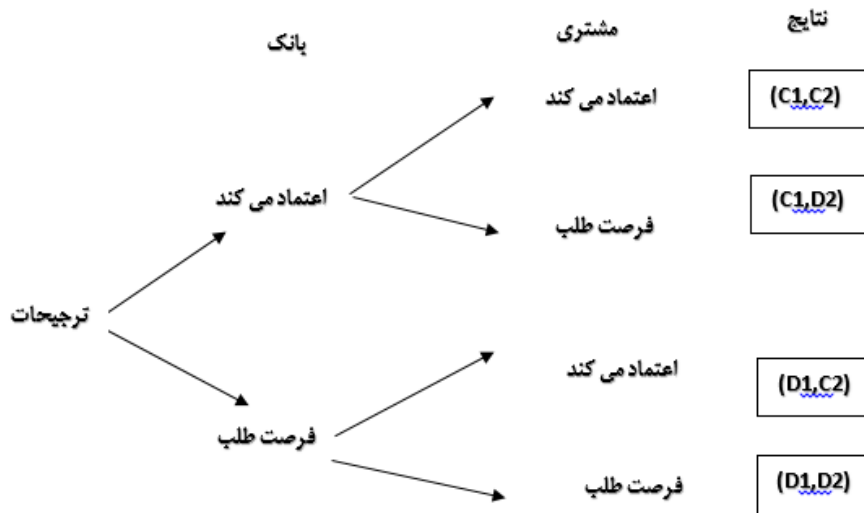 نتایج
مشتری
بانک
اعتماد می کند
(C1,C2)
اعتماد می کند
(C1,D2)
فرصت طلب
ترجیحات
اعتماد می کند
(D1,C2)
فرصت طلب
فرصت طلب
(D1,D2)